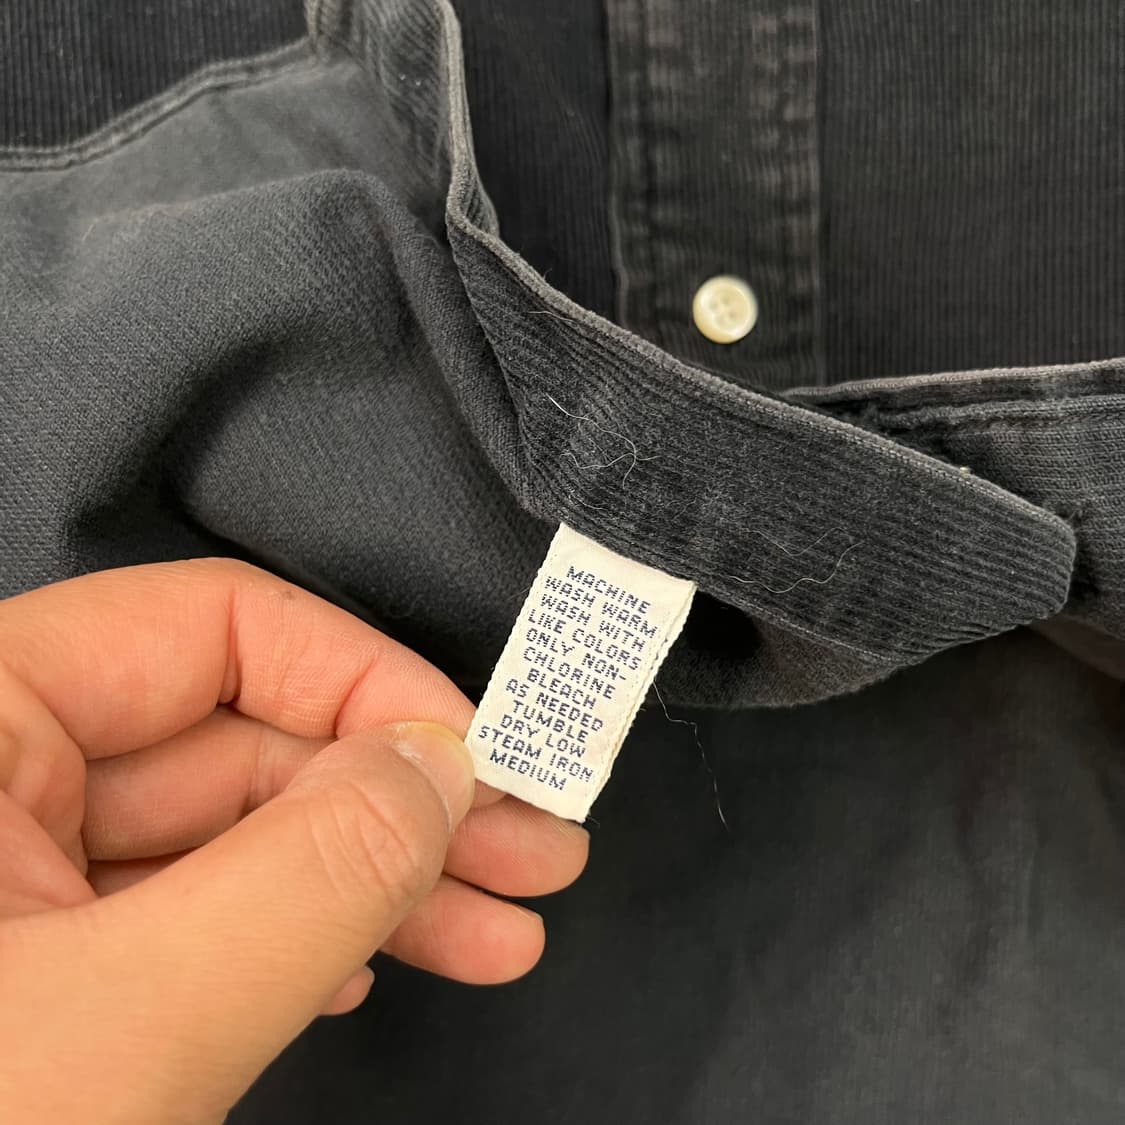 MACHINE
WASH WARM
WASH WITH
LIKE COLORS
ONLY NON-
CHLORINE
BLEACH
AS NEEDED
TUMBLE
DRY LOW
STEAM IRON
MEDIUM